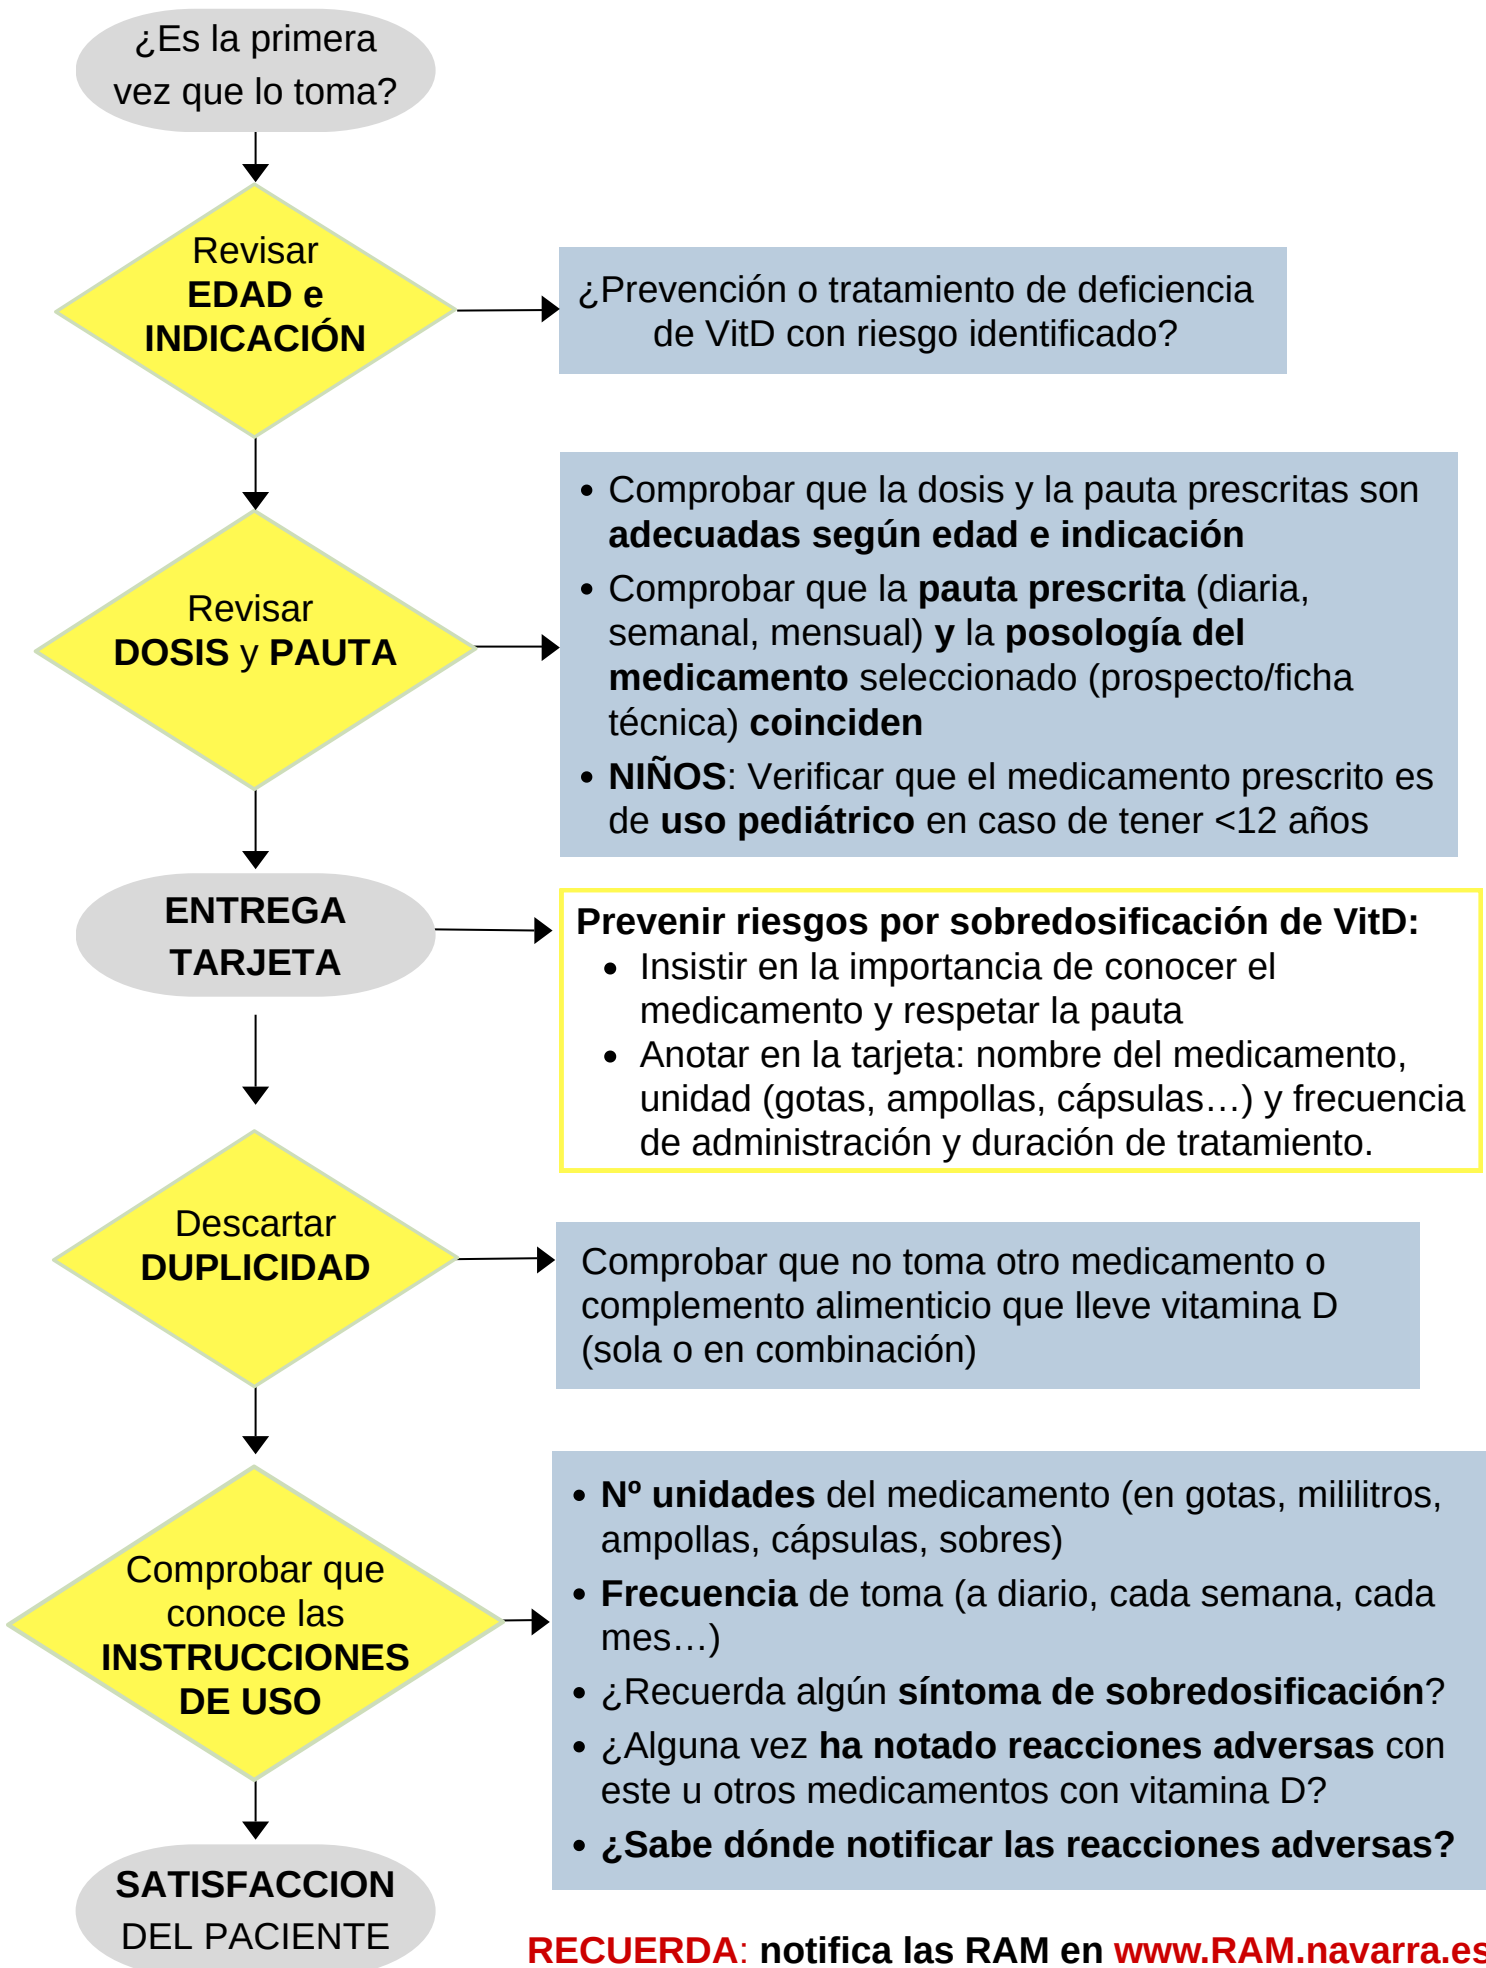 ¿Es la primera
vez que lo toma?
Revisar
EDAD e
INDICACIÓN
¿Prevención o tratamiento de deficiencia
de VitD con riesgo identificado?
Revisar
DOSIS y PAUTA
• Comprobar que la dosis y la pauta prescritas son
adecuadas según edad e indicación
• Comprobar que la pauta prescrita (diaria,
semanal, mensual) y la posología del
medicamento seleccionado (prospecto/ficha
técnica) coinciden
• NIÑOS: Verificar que el medicamento prescrito es
de uso pediátrico en caso de tener <12 años
ENTREGA
TARJETA
Prevenir riesgos por sobredosificación de VitD:
• Insistir en la importancia de conocer el
medicamento y respetar la pauta
• Anotar en la tarjeta: nombre del medicamento,
unidad (gotas, ampollas, cápsulas…) y frecuencia
de administración y duración de tratamiento.
Descartar
DUPLICIDAD
Comprobar que no toma otro medicamento o
complemento alimenticio que lleve vitamina D
(sola o en combinación)
Comprobar que
conoce las
INSTRUCCIONES
DE USO
• Nº unidades del medicamento (en gotas, mililitros,
ampollas, cápsulas, sobres)
• Frecuencia de toma (a diario, cada semana, cada
mes…)
• ¿Recuerda algún síntoma de sobredosificación?
• ¿Alguna vez ha notado reacciones adversas con
este u otros medicamentos con vitamina D?
• ¿Sabe dónde notificar las reacciones adversas?
SATISFACCION
DEL PACIENTE
RECUERDA: notifica las RAM en www.RAM.navarra.es